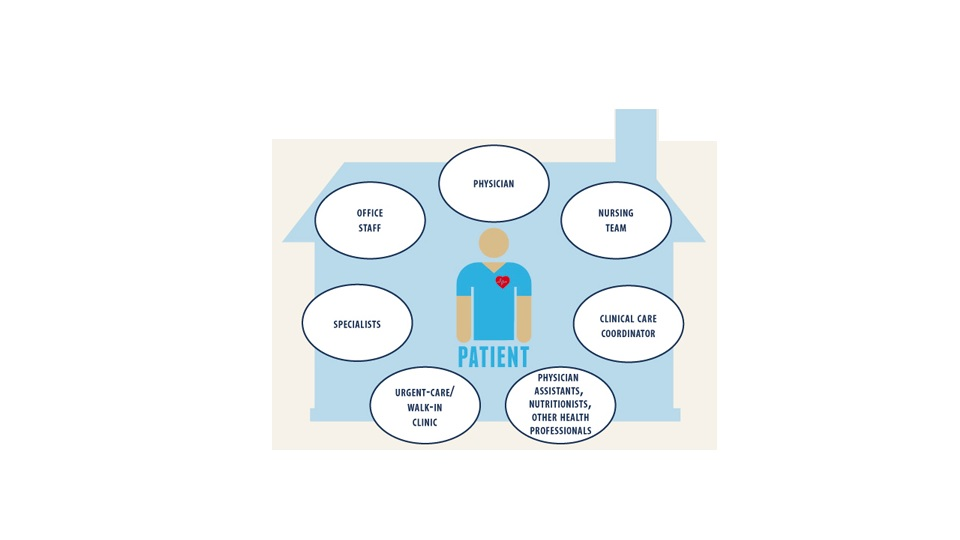 PHYSICIAN
OFFICE
STAFF
NURSING
TEAM
SPECIALISTS
CLINICAL CARE
COORDINATOR
PATIENT
URGENT-CARE/
WALK-IN
CLINIC
PHYSICIAN
ASSISTANTS,
NUTRITIONISTS,
OTHER HEALTH
PROFESSIONALS